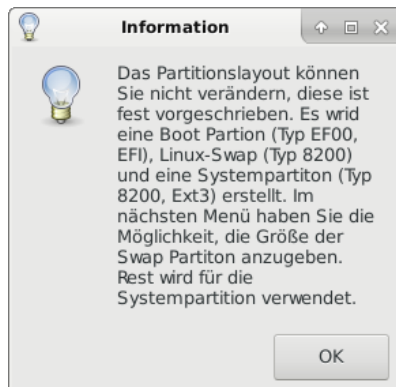 Information
Das Partitionslayout können
Sie nicht verändern, diese ist
fest vorgeschrieben. Es wrid
eine Boot Partion (Typ EF00,
EFI), Linux-Swap (Typ 8200)
und eine Systempartiton (Typ
8200, Ext3) erstellt. Im
nächsten Menü haben Sie die
Möglichkeit, die Größe der
Swap Partiton anzugeben.
Rest wird für die
Systempartition verwendet.
OK